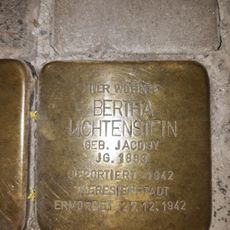 HIER WOHNTE
BERTHA
LICHTENSTEIN
GEB. JACOBY
JG.
DEPORTIERT 1942
THERESIENSTADT
ERMORDET 27.12.1942